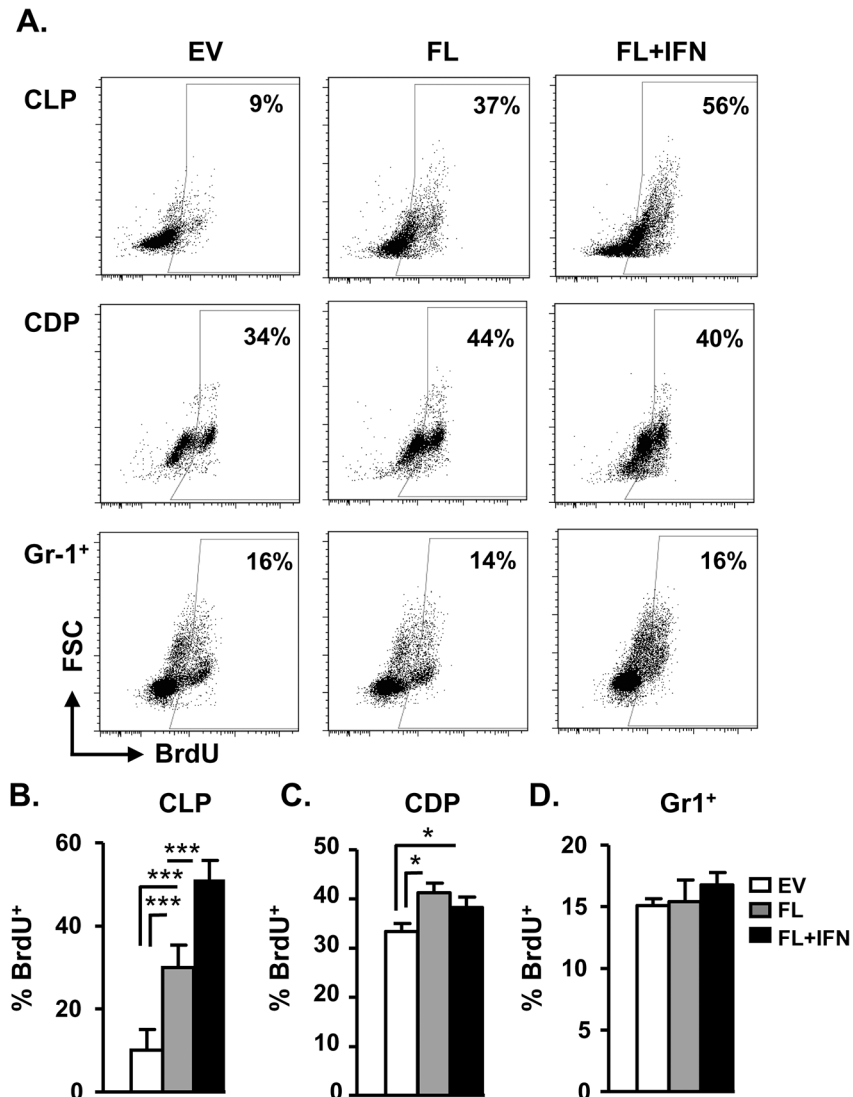 A.
EV FL FL+IFN
CLP 9% 37% 56%
CDP 34% 44% 40%
Gr-1+ 16% 14% 16%
FSC
BrdU
B. C. D.
CLP CDP Gr1+
% BrdU+
60
40
20
0
***
***
***
% BrdU+
50
40
30
20
10
0
*
*
% BrdU+
20
15
10
5
0
EV
FL
FL+IFN